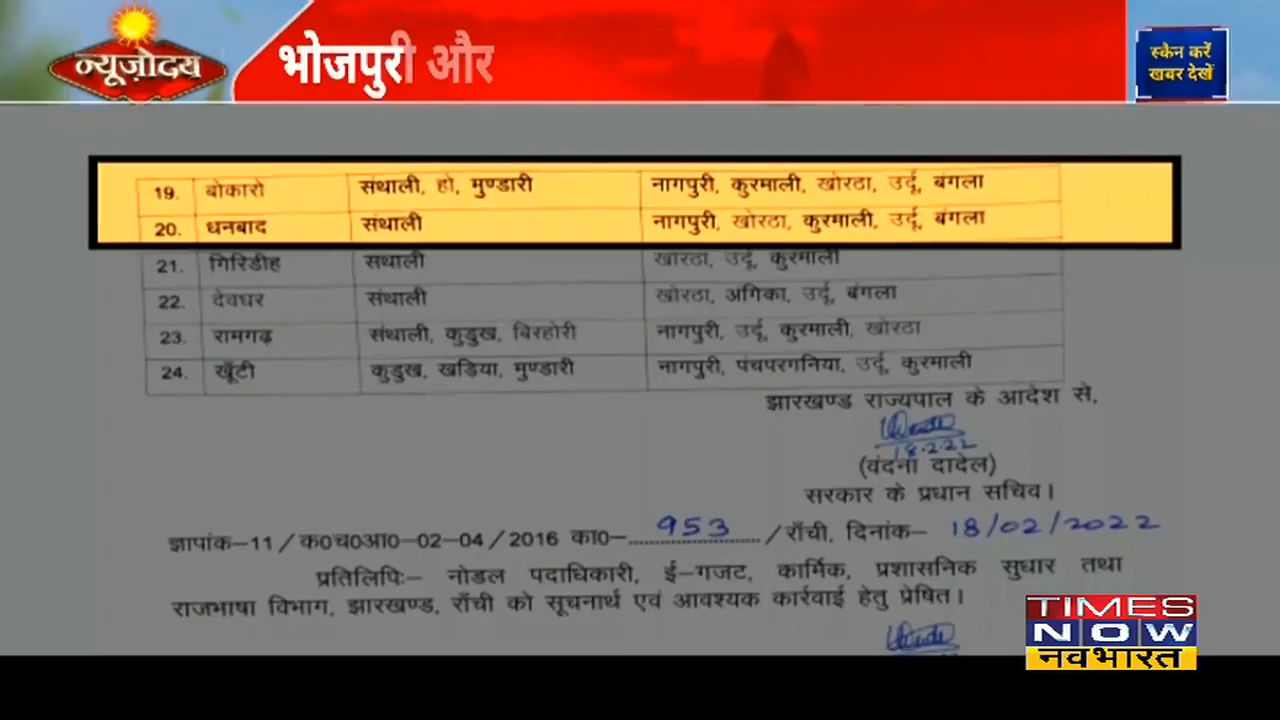 न्यूज़ोदय
भोजपुरी और
स्कैन करें
खबर देखें
19. बोकारो संथाली, हो, मुण्डारी नागपुरी, कुरमाली, खोरठा, उर्दू, बंगला
20. धनबाद संथाली नागपुरी, खोरठा, कुरमाली, उर्दू, बंगला
21. गिरिडीह संथाली खोरठा, उर्दू, कुरमाली
22. देवघर संथाली खोरठा, अंगिका, उर्दू, बंगला
23. रामगढ़ संथाली, कुडुख, बिरहोरी नागपुरी, उर्दू, कुरमाली, खोरठा
24. खूँटी कुडुख, खड़िया, मुण्डारी नागपुरी, पंचपरगनिया, उर्दू, कुरमाली
झारखण्ड राज्यपाल के आदेश से,
18.2.22
(वंदना दादेल)
सरकार के प्रधान सचिव।
ज्ञापांक-11/क0च0आ0-02-04/2016 का0-953/राँची, दिनांक- 18/02/2022
प्रतिलिपिः- नोडल पदाधिकारी, ई-गजट, कार्मिक, प्रशासनिक सुधार तथा
राजभाषा विभाग, झारखण्ड, राँची को सूचनार्थ एवं आवश्यक कार्रवाई हेतु प्रेषित।
TIMES
NOW
नवभारत